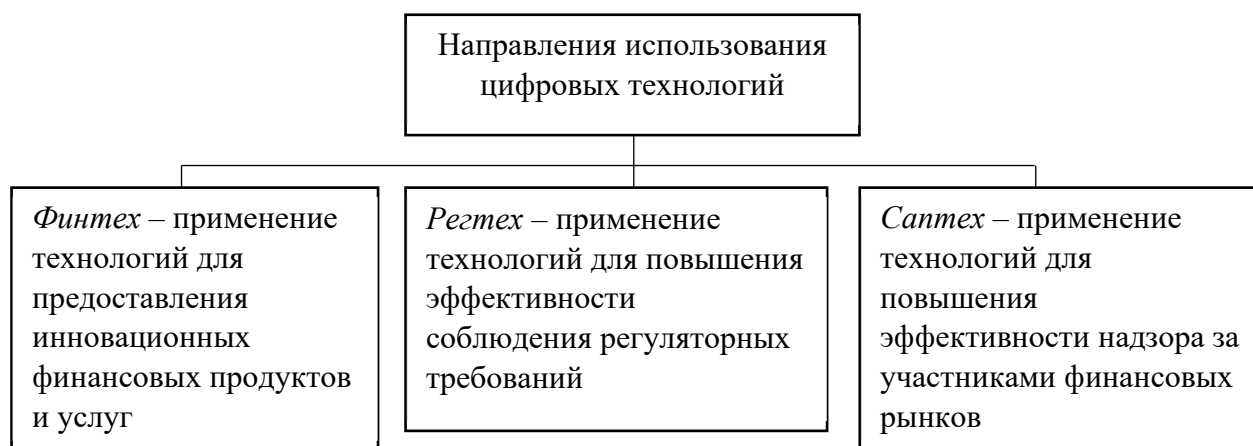 Направления использования
цифровых технологий
Финтех – применение
технологий для
предоставления
инновационных
финансовых продуктов
и услуг
Регтех – применение
технологий для повышения
эффективности
соблюдения регуляторных
требований
Саптех – применение
технологий для
повышения
эффективности надзора за
участниками финансовых
рынков